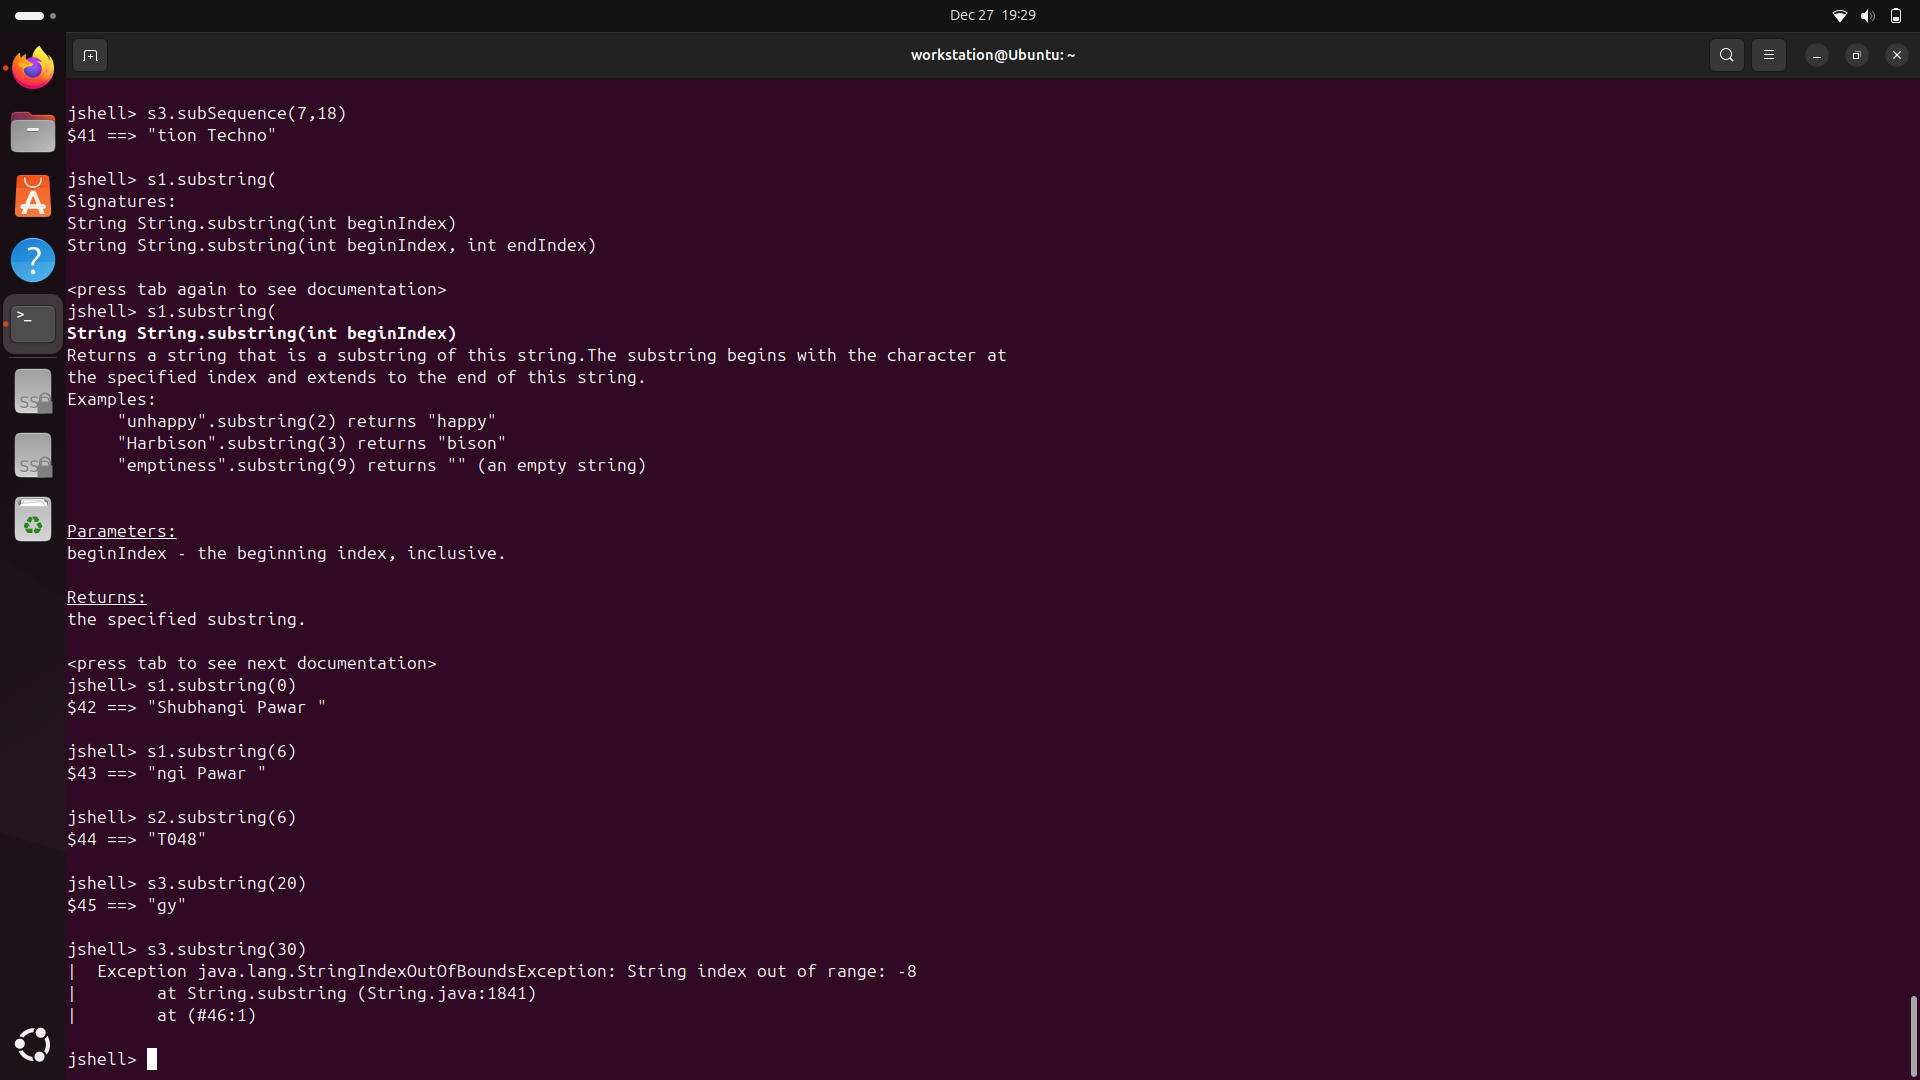 Dec 27  19:29
workstation@Ubuntu: ~
jshell> s3.subSequence(7,18)
$41 ==> "tion Techno"
jshell> s1.substring(
Signatures:
String String.substring(int beginIndex)
String String.substring(int beginIndex, int endIndex)
<press tab again to see documentation>
jshell> s1.substring(
String String.substring(int beginIndex)
Returns a string that is a substring of this string.The substring begins with the character at
the specified index and extends to the end of this string.
Examples:
     "unhappy".substring(2) returns "happy"
     "Harbison".substring(3) returns "bison"
     "emptiness".substring(9) returns "" (an empty string)
Parameters:
beginIndex - the beginning index, inclusive.
Returns:
the specified substring.
<press tab to see next documentation>
jshell> s1.substring(0)
$42 ==> "Shubhangi Pawar "
jshell> s1.substring(6)
$43 ==> "ngi Pawar "
jshell> s2.substring(6)
$44 ==> "T048"
jshell> s3.substring(20)
$45 ==> "gy"
jshell> s3.substring(30)
|  Exception java.lang.StringIndexOutOfBoundsException: String index out of range: -8
|        at String.substring (String.java:1841)
|        at (#46:1)
jshell>